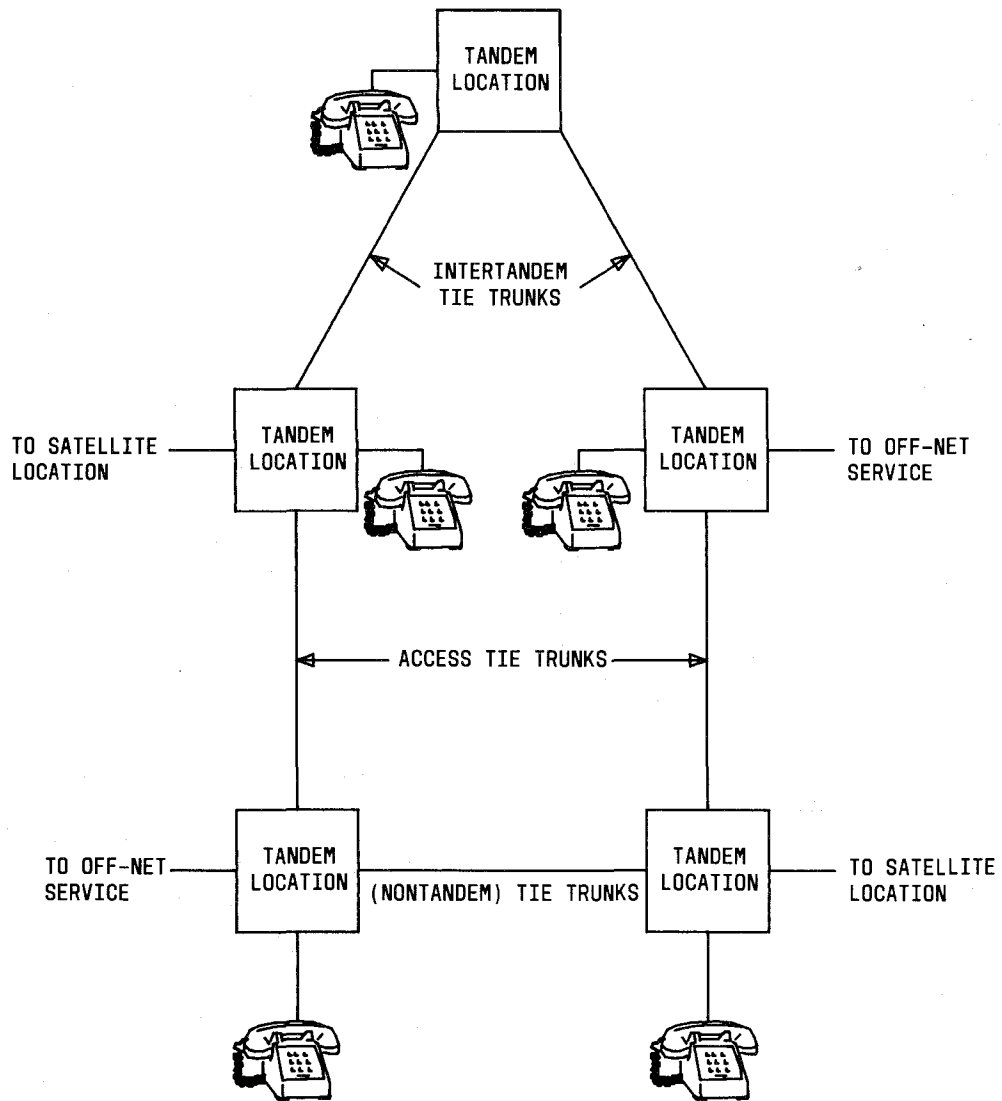 TANDEM
LOCATION
INTERTANDEM
TIE TRUNKS
TO SATELLITE
LOCATION
TANDEM
LOCATION
TANDEM
LOCATION
TO OFF-NET
SERVICE
ACCESS TIE TRUNKS
TO OFF-NET
SERVICE
TANDEM
LOCATION
(NONTANDEM) TIE TRUNKS
TANDEM
LOCATION
TO SATELLITE
LOCATION